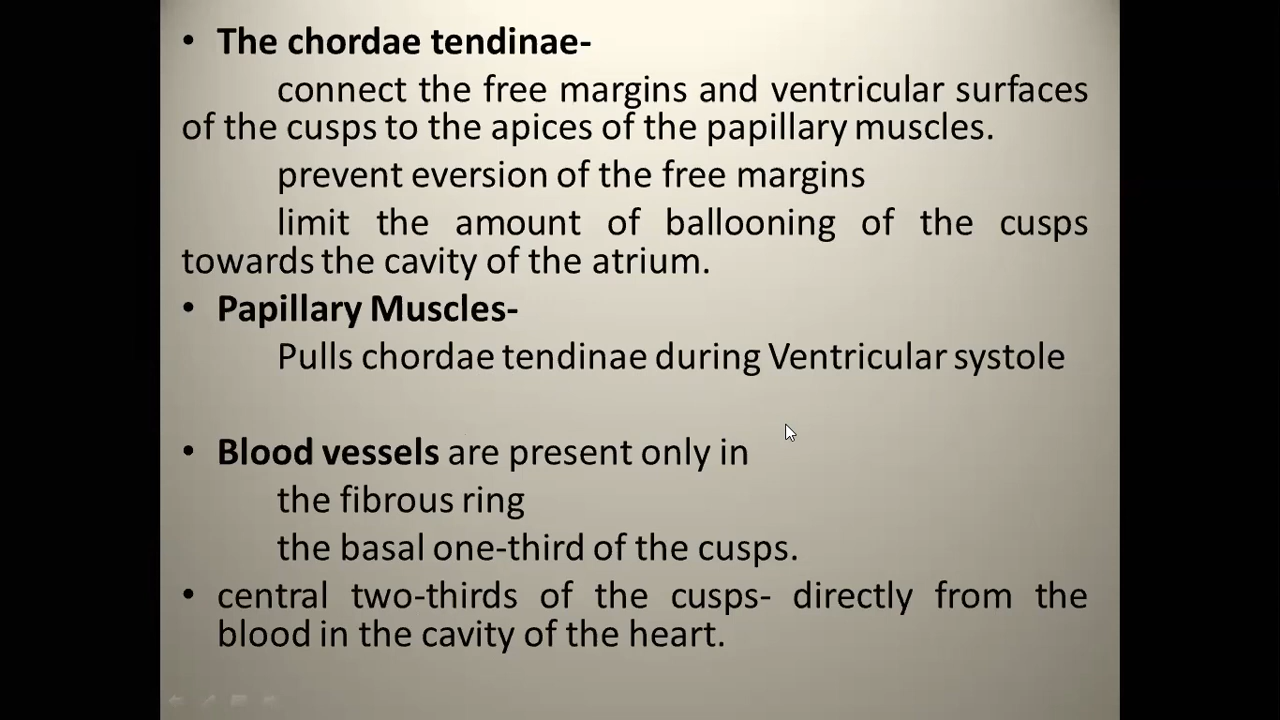 • The chordae tendinae-
connect the free margins and ventricular surfaces
of the cusps to the apices of the papillary muscles.
prevent eversion of the free margins
limit the amount of ballooning of the cusps
towards the cavity of the atrium.
• Papillary Muscles-
Pulls chordae tendinae during Ventricular systole
• Blood vessels are present only in
the fibrous ring
the basal one-third of the cusps.
• central two-thirds of the cusps- directly from the
blood in the cavity of the heart.